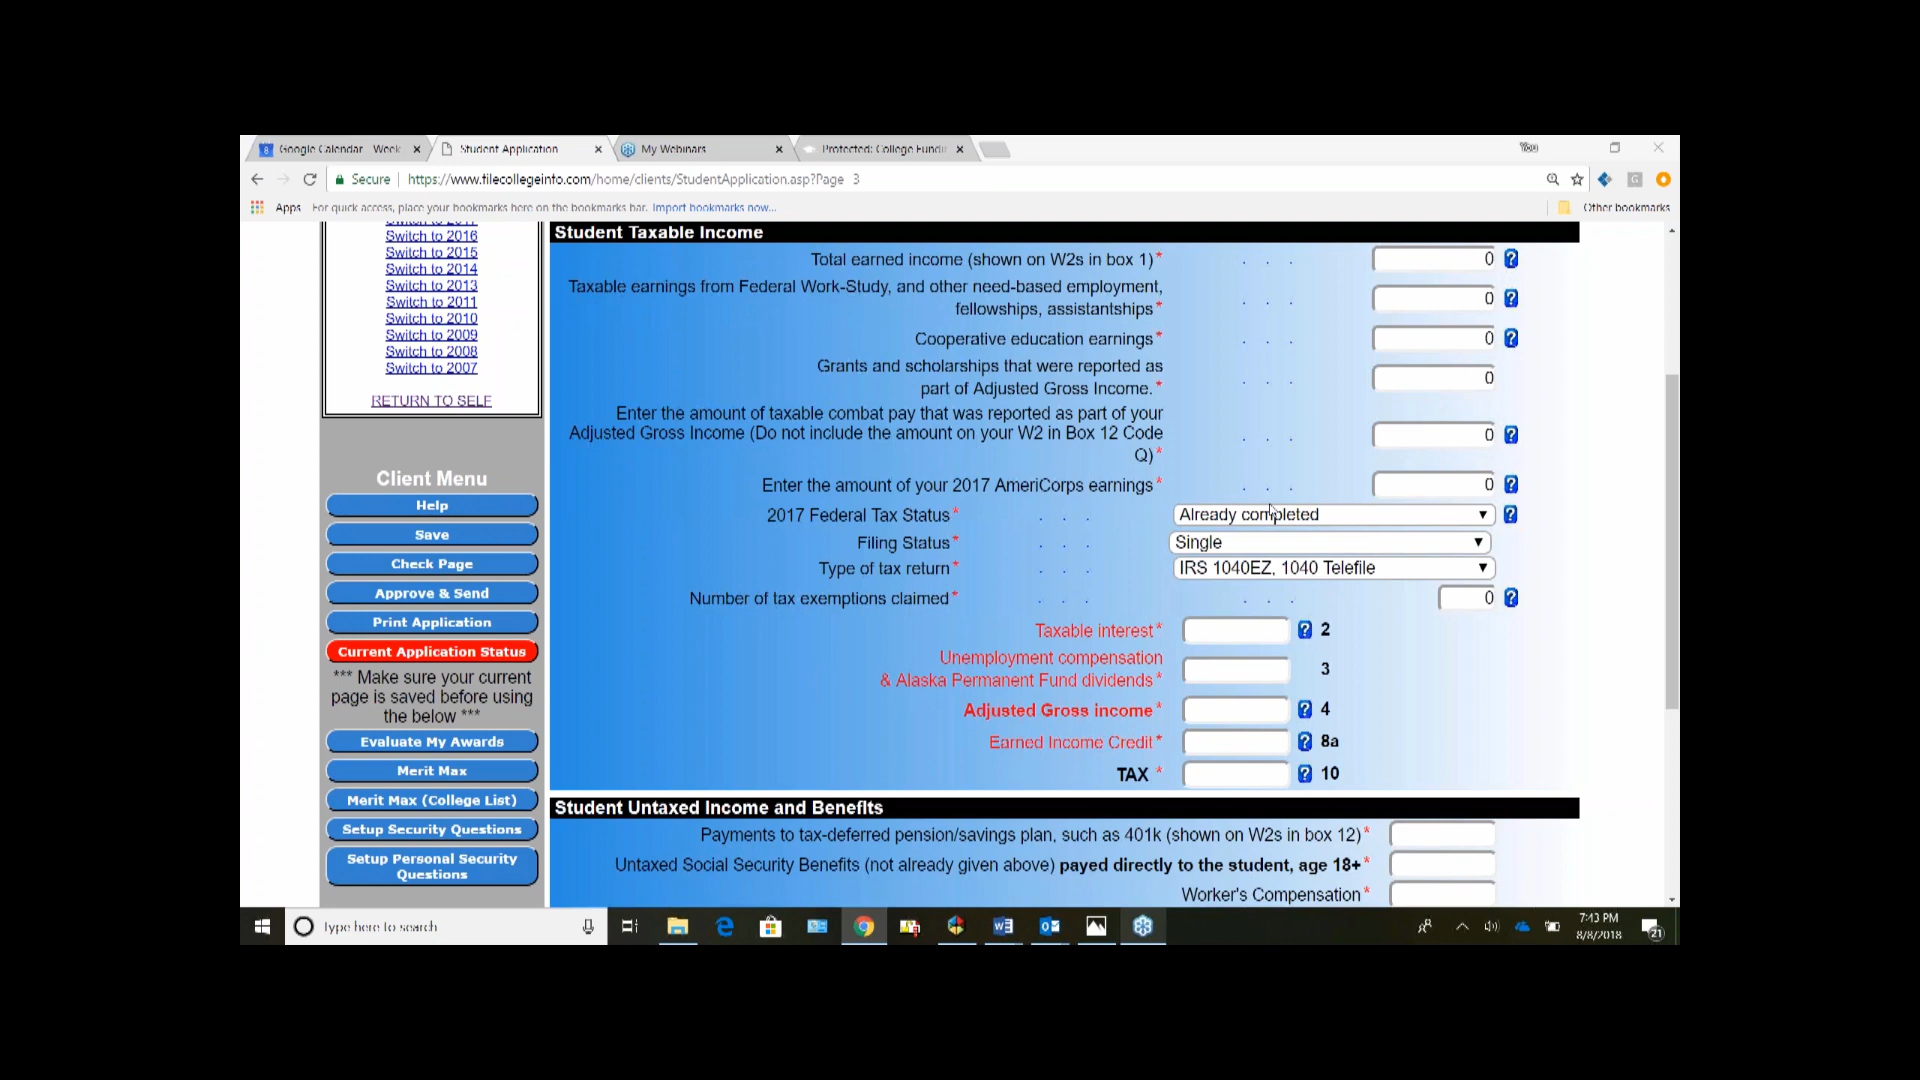 Google Calendar - Week
Student Application
My Webinars
Protected: College Fundi
You
Secure
https://www.filecollegeinfo.com/home/clients/StudentApplication.asp?Page 3
Apps
For quick access, place your bookmarks here on the bookmarks bar. Import bookmarks now...
Other bookmarks
Switch to 2016
Switch to 2015
Switch to 2014
Switch to 2013
Switch to 2011
Switch to 2010
Switch to 2009
Switch to 2008
Switch to 2007
RETURN TO SELF
Client Menu
Help
Save
Check Page
Approve & Send
Print Application
Current Application Status
*** Make sure your current
page is saved before using
the below ***
Evaluate My Awards
Merit Max
Merit Max (College List)
Setup Security Questions
Setup Personal Security
Questions
Student Taxable Income
Total earned income (shown on W2s in box 1)* . . . 0 ?
Taxable earnings from Federal Work-Study, and other need-based employment,
fellowships, assistantships* . . . 0 ?
Cooperative education earnings* . . . 0 ?
Grants and scholarships that were reported as
part of Adjusted Gross Income.* . . . 0
Enter the amount of taxable combat pay that was reported as part of your
Adjusted Gross Income (Do not include the amount on your W2 in Box 12 Code
Q)* . . . 0 ?
Enter the amount of your 2017 AmeriCorps earnings* . . . 0 ?
2017 Federal Tax Status* . . . Already completed ?
Filing Status* . . . Single
Type of tax return* . . . IRS 1040EZ, 1040 Telefile
Number of tax exemptions claimed* . . . . . . 0 ?
Taxable interest* ? 2
Unemployment compensation
& Alaska Permanent Fund dividends* 3
Adjusted Gross income* ? 4
Earned Income Credit* ? 8a
TAX * ? 10
Student Untaxed Income and Benefits
Payments to tax-deferred pension/savings plan, such as 401k (shown on W2s in box 12)*
Untaxed Social Security Benefits (not already given above) payed directly to the student, age 18+*
Worker's Compensation*
Type here to search
7:43 PM
8/8/2018
21